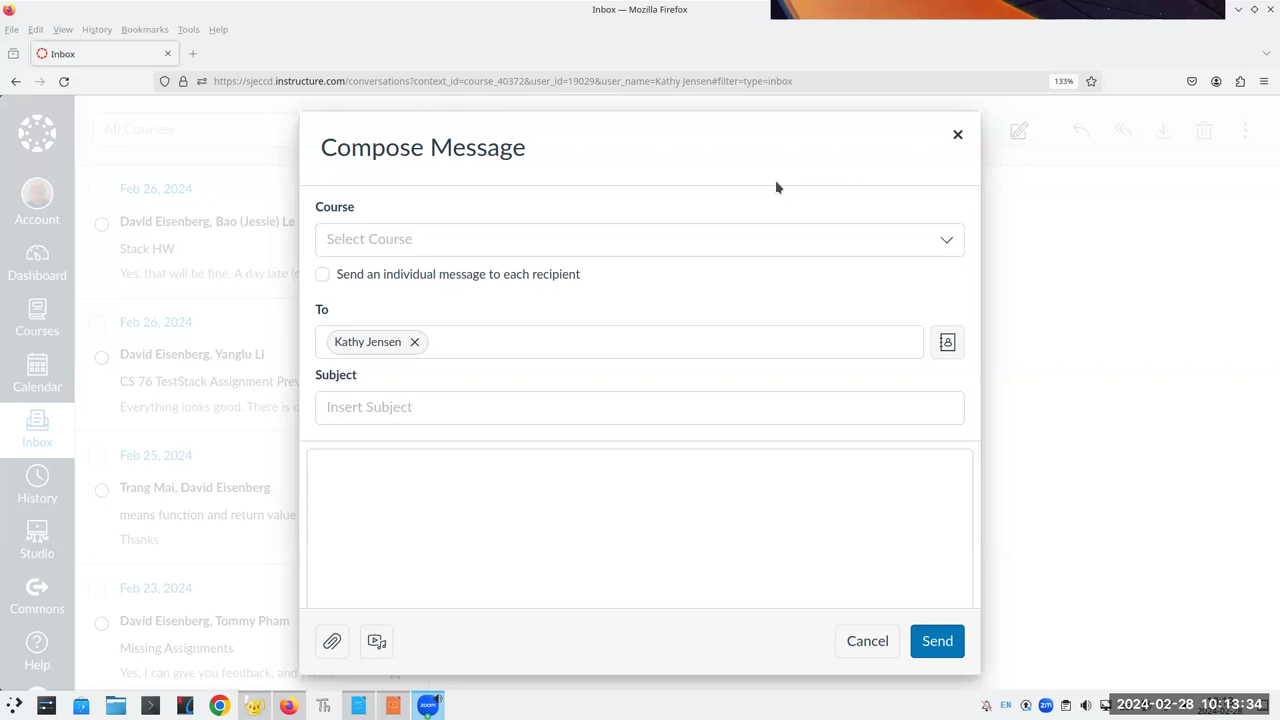 Inbox — Mozilla Firefox
File Edit View History Bookmarks Tools Help
Inbox
https://sjeccd.instructure.com/conversations?context_id=course_40372&user_id=19029&user_name=Kathy Jensen#filter=type=inbox
133%
All Courses
Compose Message
Account
Dashboard
Courses
Calendar
Inbox
History
Studio
Commons
Help
Feb 26, 2024
David Eisenberg, Bao (Jessie) Le
Stack HW
Yes, that will be fine. A day late (
Feb 26, 2024
David Eisenberg, Yanglu Li
CS 76 TestStack Assignment Prev
Everything looks good. There is
Feb 25, 2024
Trang Mai, David Eisenberg
means function and return value
Thanks
Feb 23, 2024
David Eisenberg, Tommy Pham
Missing Assignments
Yes, I can give you feedback, and
Course
Select Course
Send an individual message to each recipient
To
Kathy Jensen
Subject
Insert Subject
Cancel
Send
Th
zoom
EN
zm
2024-02-28 10:13:34